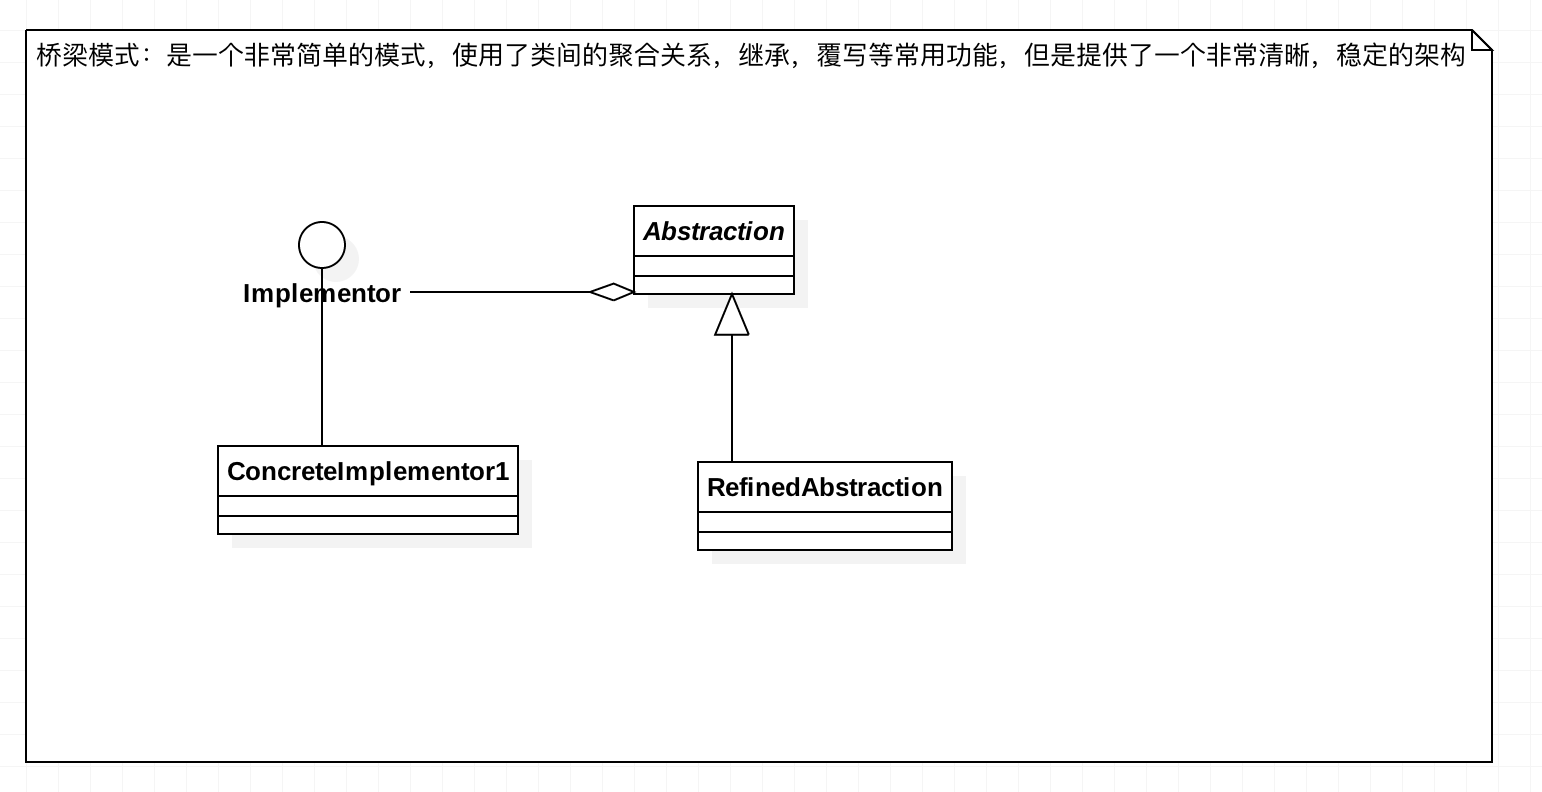 桥梁模式：是一个非常简单的模式，使用了类间的聚合关系，继承，覆写等常用功能，但是提供了一个非常清晰，稳定的架构
Abstraction
Implementor
ConcreteImplementor1
RefinedAbstraction